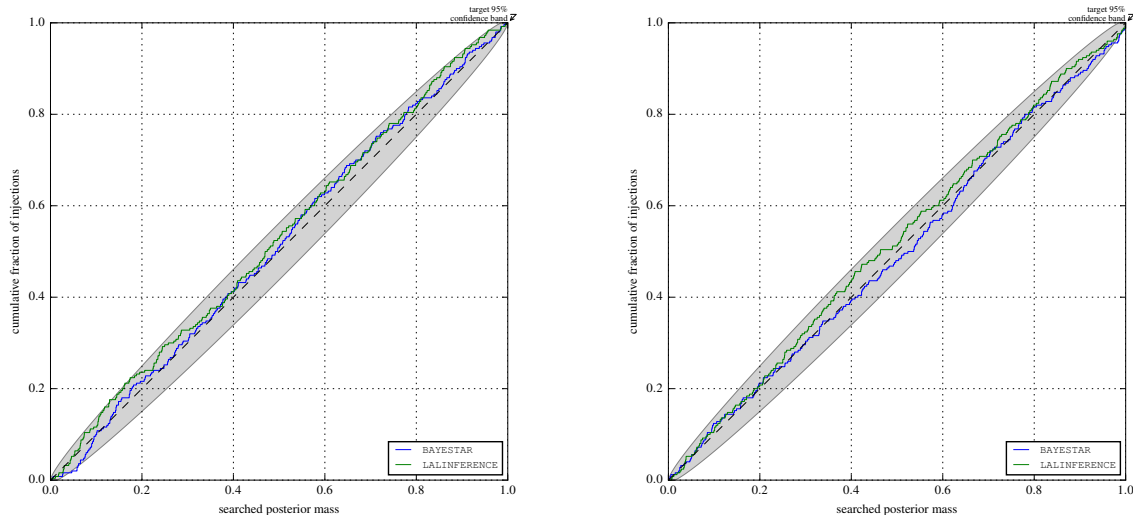 target 95%
confidence band
1.0
0.8
0.6
0.4
0.2
0.0
cumulative fraction of injections
0.0 0.2 0.4 0.6 0.8 1.0
searched posterior mass
BAYESTAR
LALINFERENCE
target 95%
confidence band
1.0
0.8
0.6
0.4
0.2
0.0
cumulative fraction of injections
0.0 0.2 0.4 0.6 0.8 1.0
searched posterior mass
BAYESTAR
LALINFERENCE